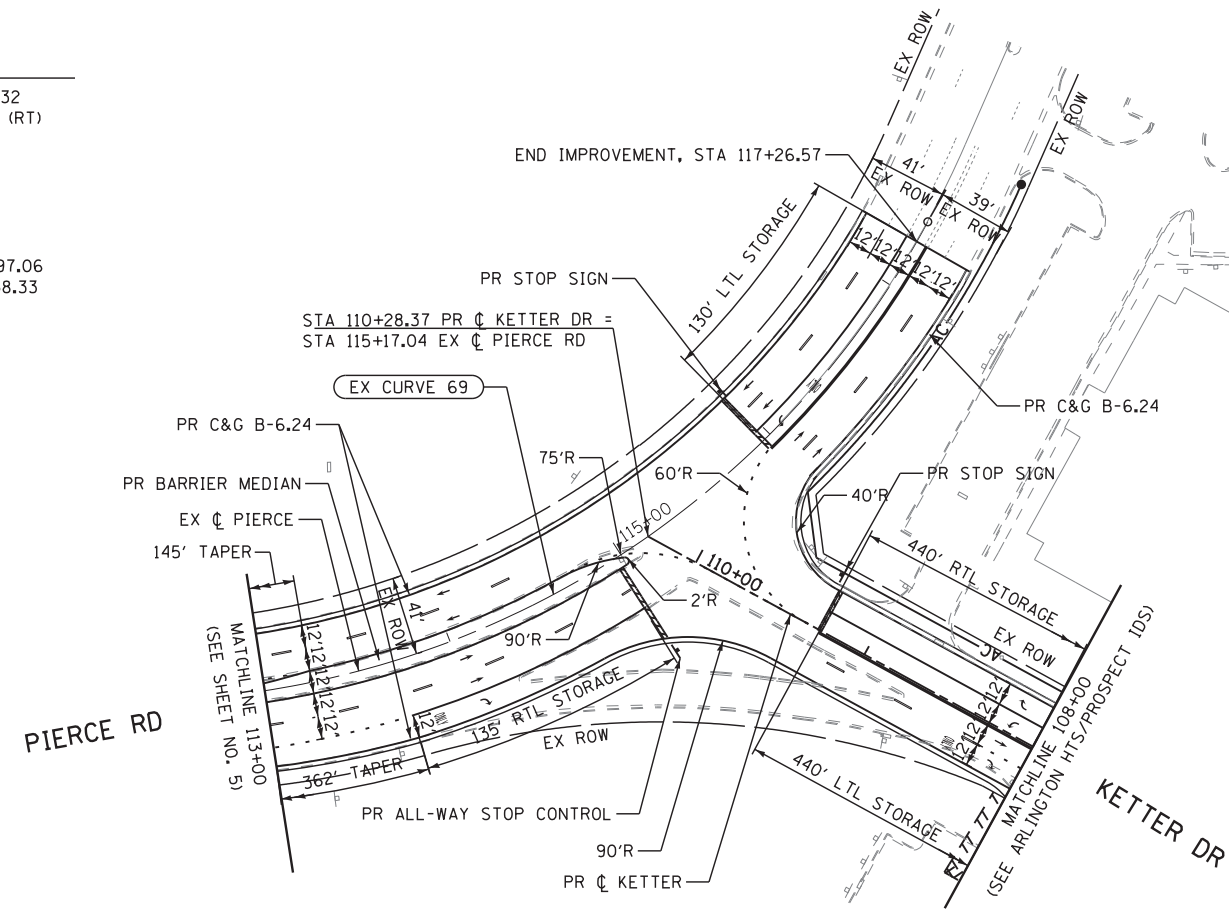 32
(RT)
97.06
8.33
EX ROW
EX ROW
END IMPROVEMENT, STA 117+26.57
41'
EX ROW
39'
EX ROW
130' LTL STORAGE
12'
12'
12'
12'
12'
PR STOP SIGN
STA 110+28.37 PR ℄ KETTER DR =
STA 115+17.04 EX ℄ PIERCE RD
EX CURVE 69
AC
PR C&G B-6.24
PR C&G B-6.24
75'R
60'R
PR STOP SIGN
40'R
PR BARRIER MEDIAN
EX ℄ PIERCE
115+00
145' TAPER
110+00
440' RTL STORAGE
EX ROW
AC
2'R
90'R
41'
EX ROW
12'
12'
12'
12'
12'
MATCHLINE 113+00
(SEE SHEET NO. 5)
PIERCE RD
12'
135' RTL STORAGE
EX ROW
362' TAPER
12'
12'
12'
12'
440' LTL STORAGE
PR ALL-WAY STOP CONTROL
90'R
PR ℄ KETTER
MATCHLINE 108+00
(SEE ARLINGTON HTS/PROSPECT IDS)
KETTER DR